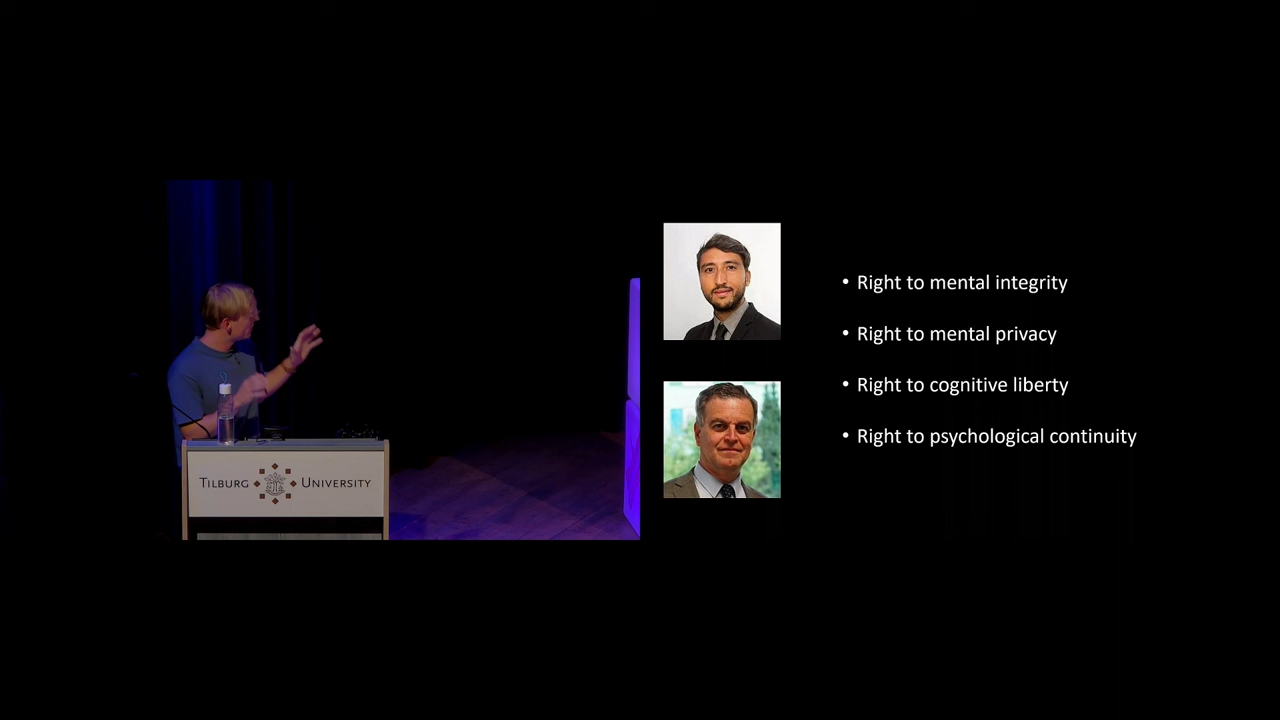 TILBURG UNIVERSITY
• Right to mental integrity
• Right to mental privacy
• Right to cognitive liberty
• Right to psychological continuity